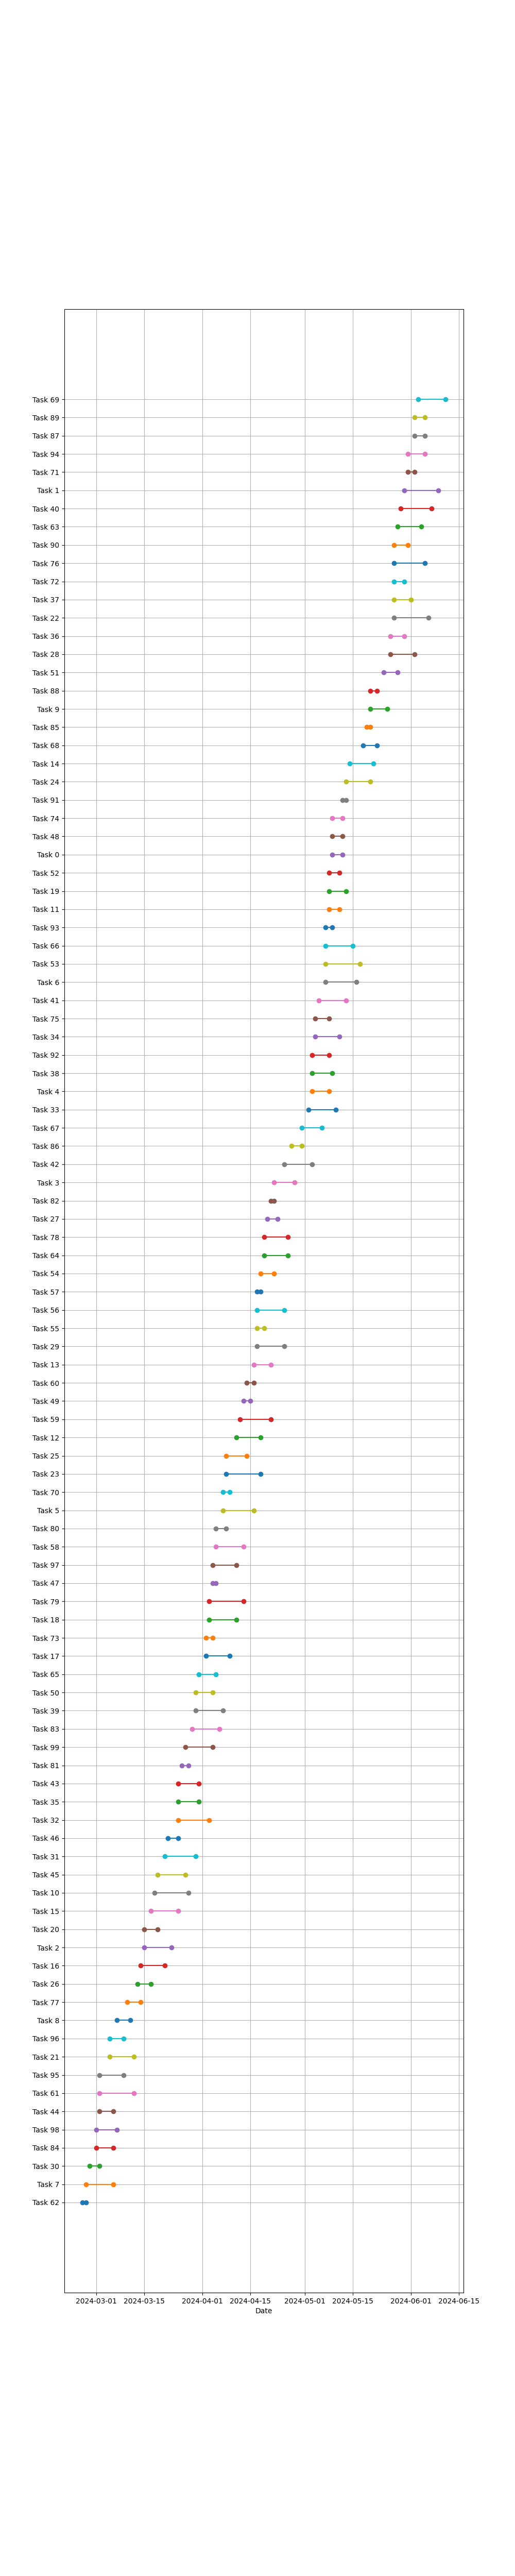 Task 69
Task 89
Task 87
Task 94
Task 71
Task 1
Task 40
Task 63
Task 90
Task 76
Task 72
Task 37
Task 22
Task 36
Task 28
Task 51
Task 88
Task 9
Task 85
Task 68
Task 14
Task 24
Task 91
Task 74
Task 48
Task 0
Task 52
Task 19
Task 11
Task 93
Task 66
Task 53
Task 6
Task 41
Task 75
Task 34
Task 92
Task 38
Task 4
Task 33
Task 67
Task 86
Task 42
Task 3
Task 82
Task 27
Task 78
Task 64
Task 54
Task 57
Task 56
Task 55
Task 29
Task 13
Task 60
Task 49
Task 59
Task 12
Task 25
Task 23
Task 70
Task 5
Task 80
Task 58
Task 97
Task 47
Task 79
Task 18
Task 73
Task 17
Task 65
Task 50
Task 39
Task 83
Task 99
Task 81
Task 43
Task 35
Task 32
Task 46
Task 31
Task 45
Task 10
Task 15
Task 20
Task 2
Task 16
Task 26
Task 77
Task 8
Task 96
Task 21
Task 95
Task 61
Task 44
Task 98
Task 84
Task 30
Task 7
Task 62
2024-03-01 2024-03-15 2024-04-01 2024-04-15 2024-05-01 2024-05-15 2024-06-01 2024-06-15
Date